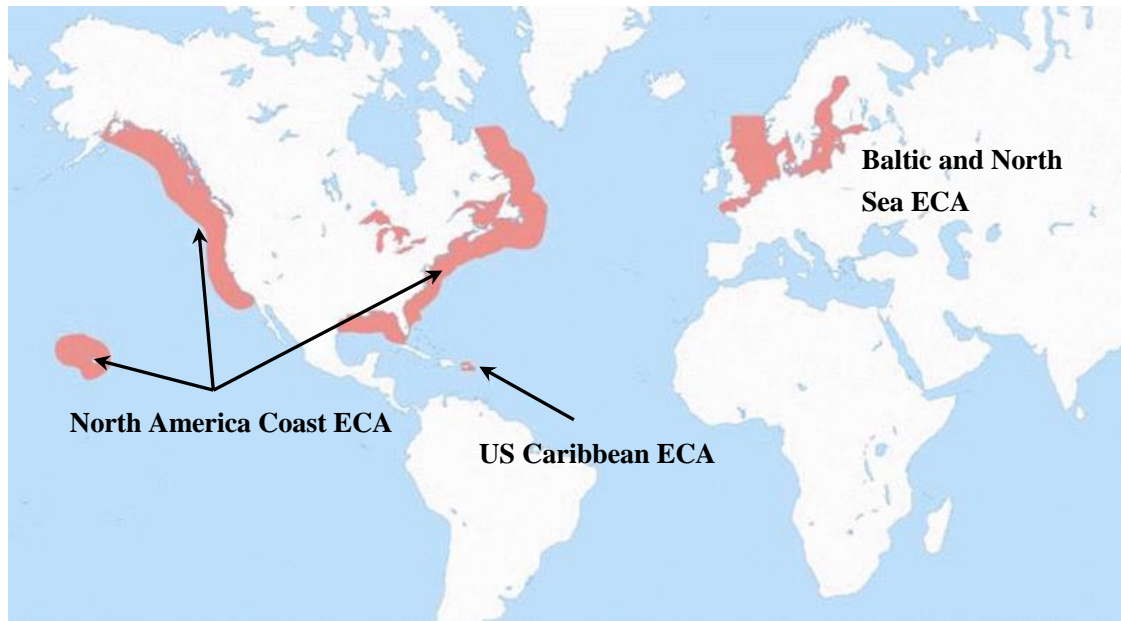 Baltic and North
Sea ECA
North America Coast ECA
US Caribbean ECA